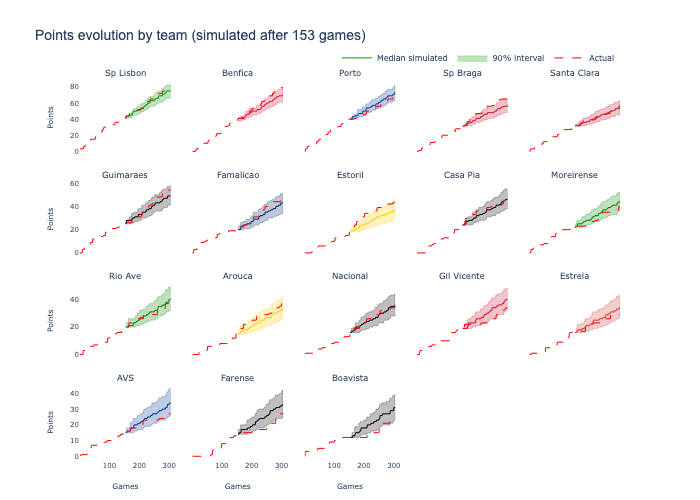 Points evolution by team (simulated after 153 games)
Median simulated 90% interval Actual
Sp Lisbon Benfica Porto Sp Braga Santa Clara
Points
80
60
40
20
0
Guimaraes Famalicao Estoril Casa Pia Moreirense
Points
60
40
20
0
Rio Ave Arouca Nacional Gil Vicente Estrela
Points
40
20
0
AVS Farense Boavista
Points
40
30
20
10
0
100 200 300 100 200 300 100 200 300
Games Games Games